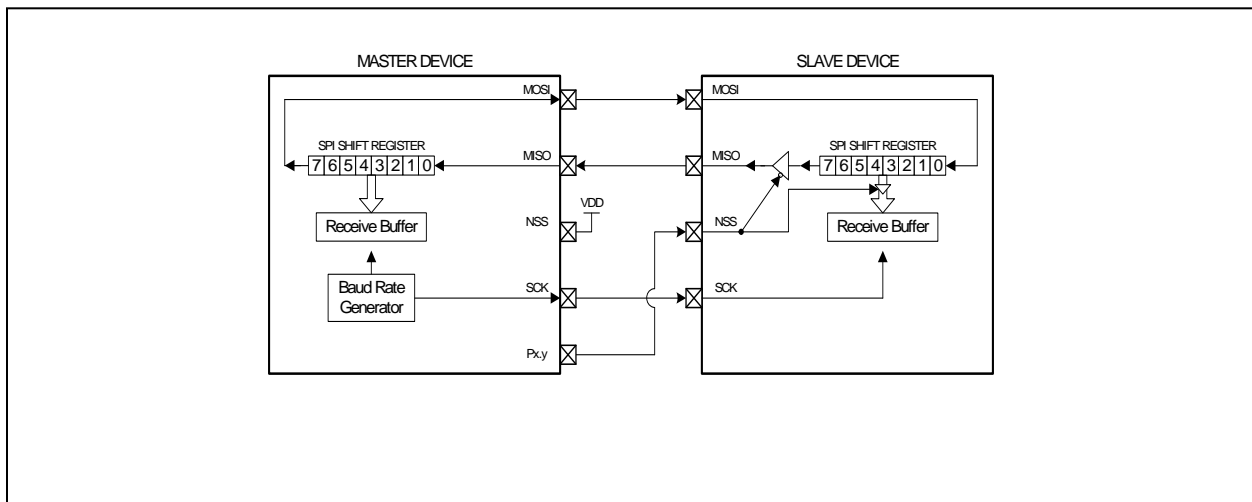 MASTER DEVICE
SLAVE DEVICE
MOSI
MOSI
SPI SHIFT REGISTER
7 6 5 4 3 2 1 0
MISO
MISO
SPI SHIFT REGISTER
7 6 5 4 3 2 1 0
Receive Buffer
NSS
VDD
NSS
Receive Buffer
Baud Rate
Generator
SCK
SCK
Px.y